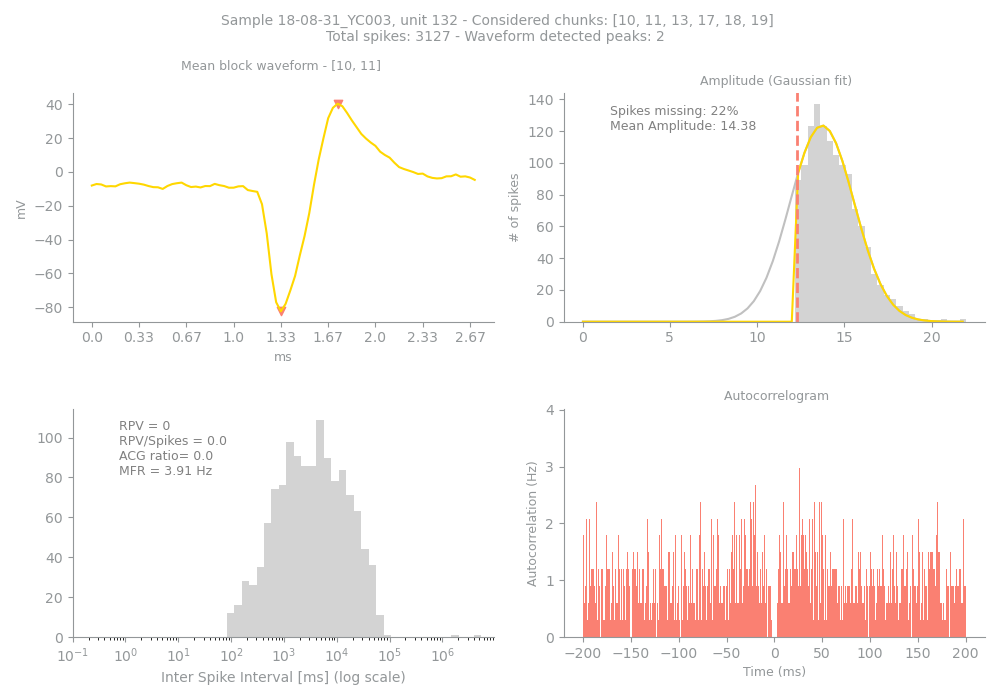 Sample 18-08-31_YC003, unit 132 - Considered chunks: [10, 11, 13, 17, 18, 19]
Total spikes: 3127 - Waveform detected peaks: 2
Mean block waveform - [10, 11]
40
20
0
−20
−40
−60
−80
mV
0.0 0.33 0.67 1.0 1.33 1.67 2.0 2.33 2.67
ms
Amplitude (Gaussian fit)
Spikes missing: 22%
Mean Amplitude: 14.38
140
120
100
80
60
40
20
0
# of spikes
0 5 10 15 20
RPV = 0
RPV/Spikes = 0.0
ACG ratio= 0.0
MFR = 3.91 Hz
100
80
60
40
20
0
10⁻¹ 10⁰ 10¹ 10² 10³ 10⁴ 10⁵ 10⁶
Inter Spike Interval [ms] (log scale)
Autocorrelogram
4
3
2
1
0
Autocorrelation (Hz)
−200 −150 −100 −50 0 50 100 150 200
Time (ms)